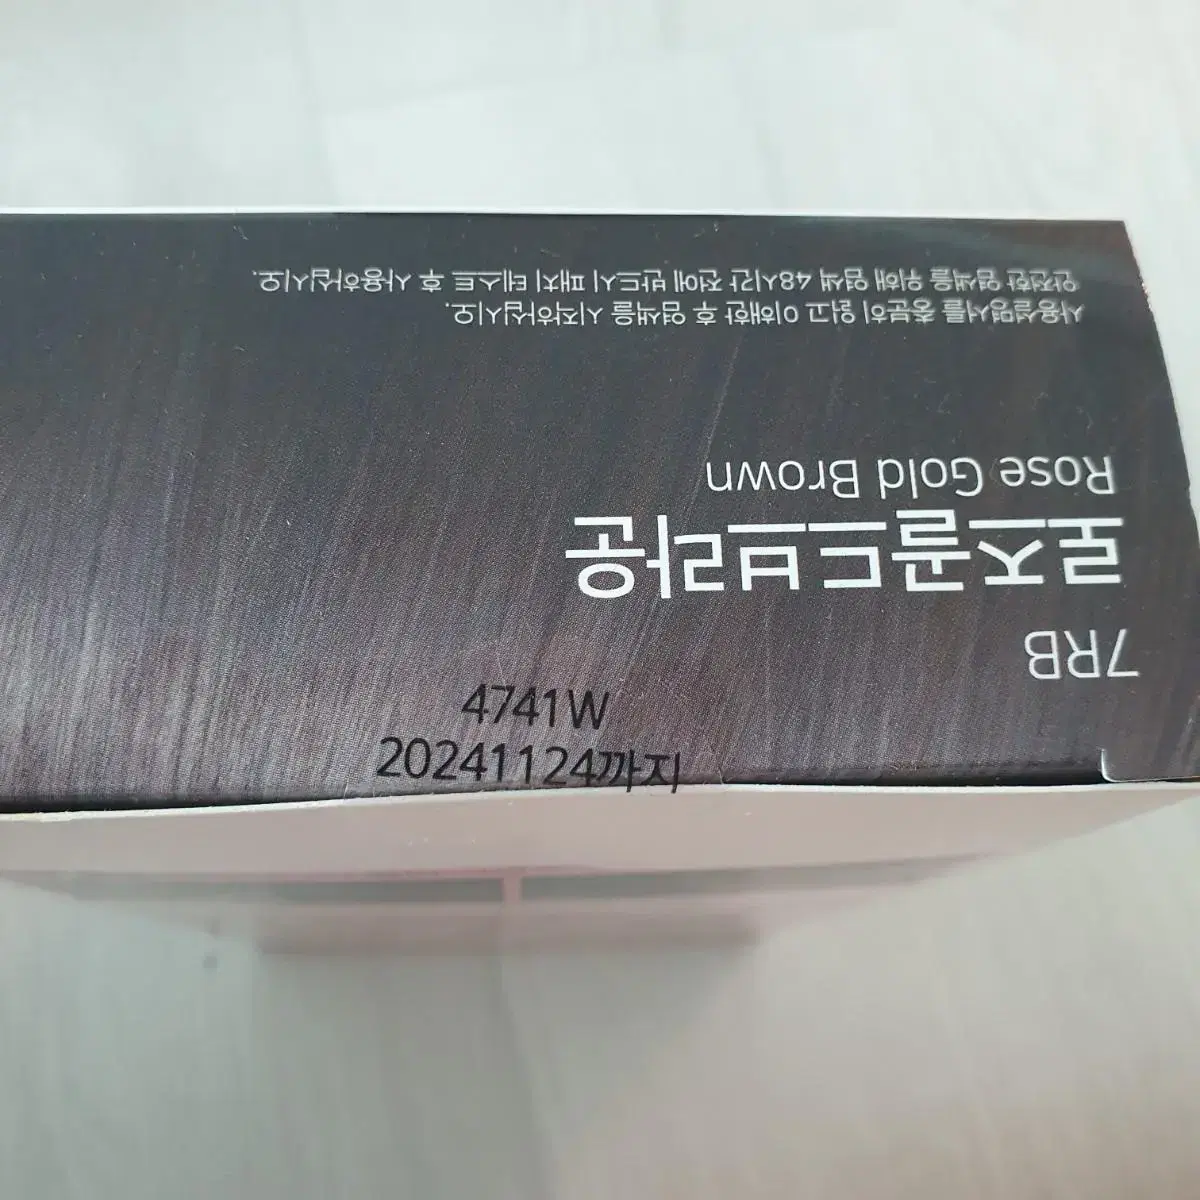 7RB
로즈골드브라운
Rose Gold Brown
사용설명서를 충분히 읽고 이해한 후 염색을 시작하십시오.
안전한 염색을 위해 염색 48시간 전에 반드시 패치 테스트 후 사용하십시오.
4741W
20241124까지